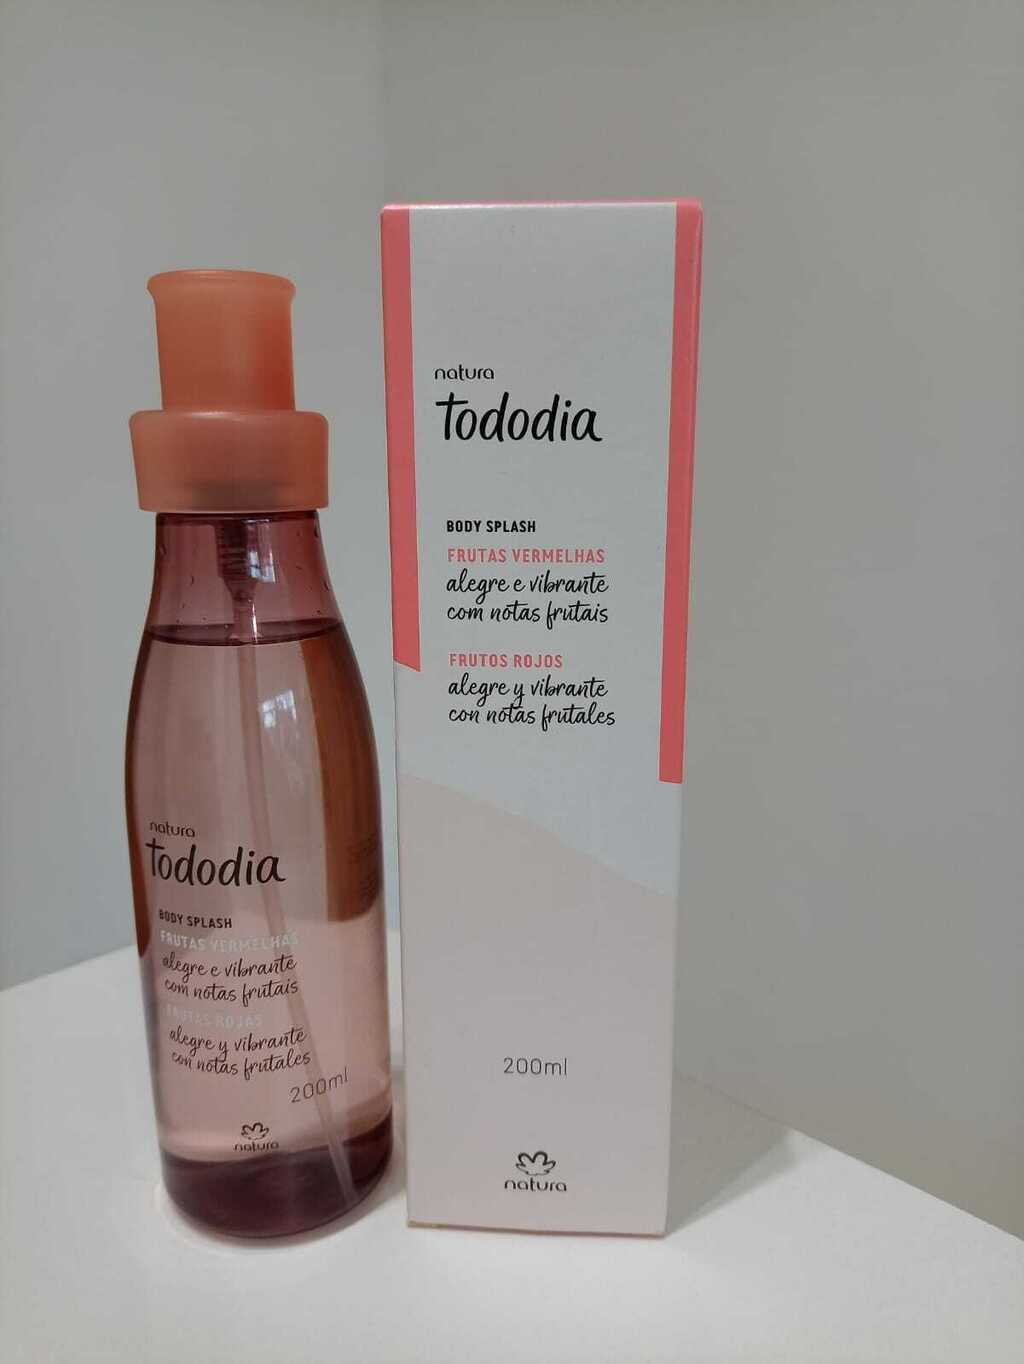 natura
tododia
BODY SPLASH
FRUTAS VERMELHAS
alegre e vibrante
com notas frutais
FRUTOS ROJOS
alegre y vibrante
con notas frutales
200ml
natura
natura
tododia
BODY SPLASH
FRUTAS VERMELHAS
alegre e vibrante
com notas frutais
FRUTAS ROJAS
alegre y vibrante
con notas frutales
200ml
natura